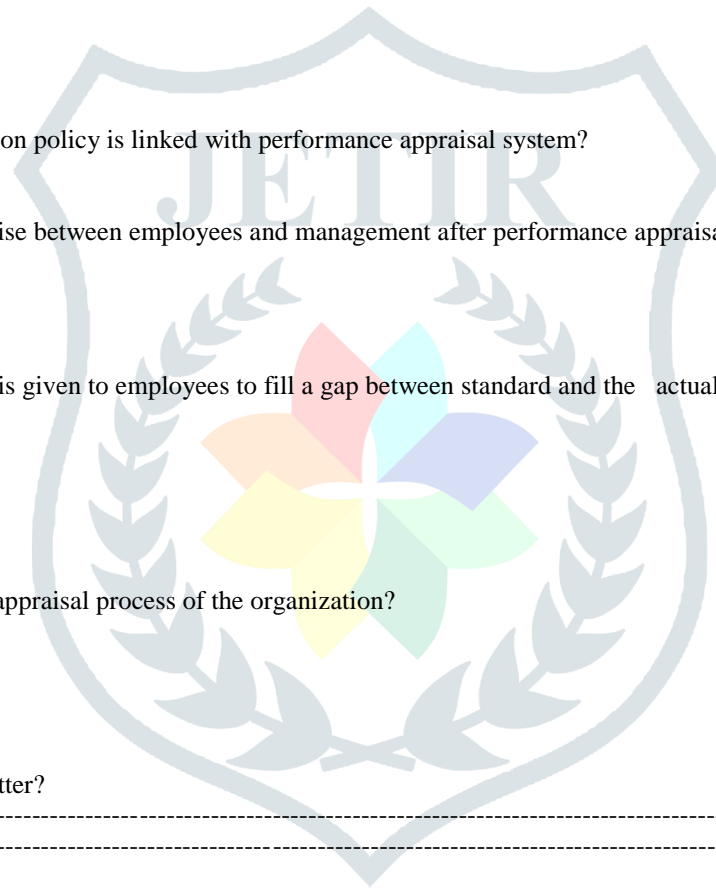 on policy is linked with performance appraisal system?
JETIR
ise between employees and management after performance appraisa
is given to employees to fill a gap between standard and the actual
appraisal process of the organization?
tter?
--------------------------------------------------------------------------------
--------------------------------------------------------------------------------